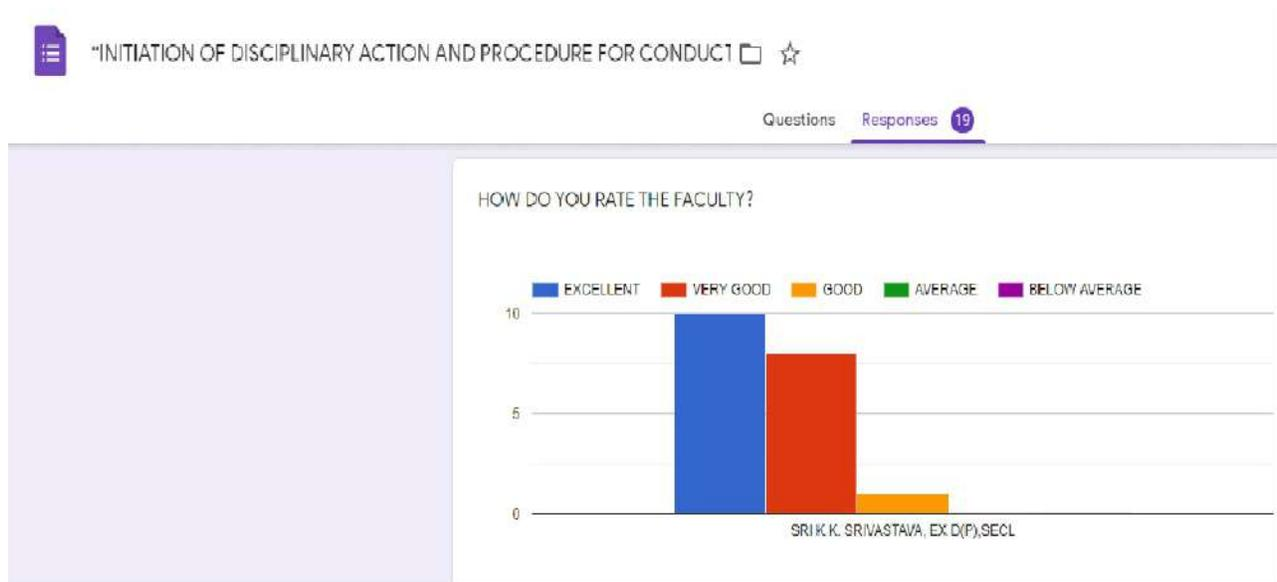 “INITIATION OF DISCIPLINARY ACTION AND PROCEDURE FOR CONDUCT
Questions Responses 19
HOW DO YOU RATE THE FACULTY?
EXCELLENT VERY GOOD GOOD AVERAGE BELOW AVERAGE
10
5
0
SRI K.K. SRIVASTAVA, EX D(P),SECL